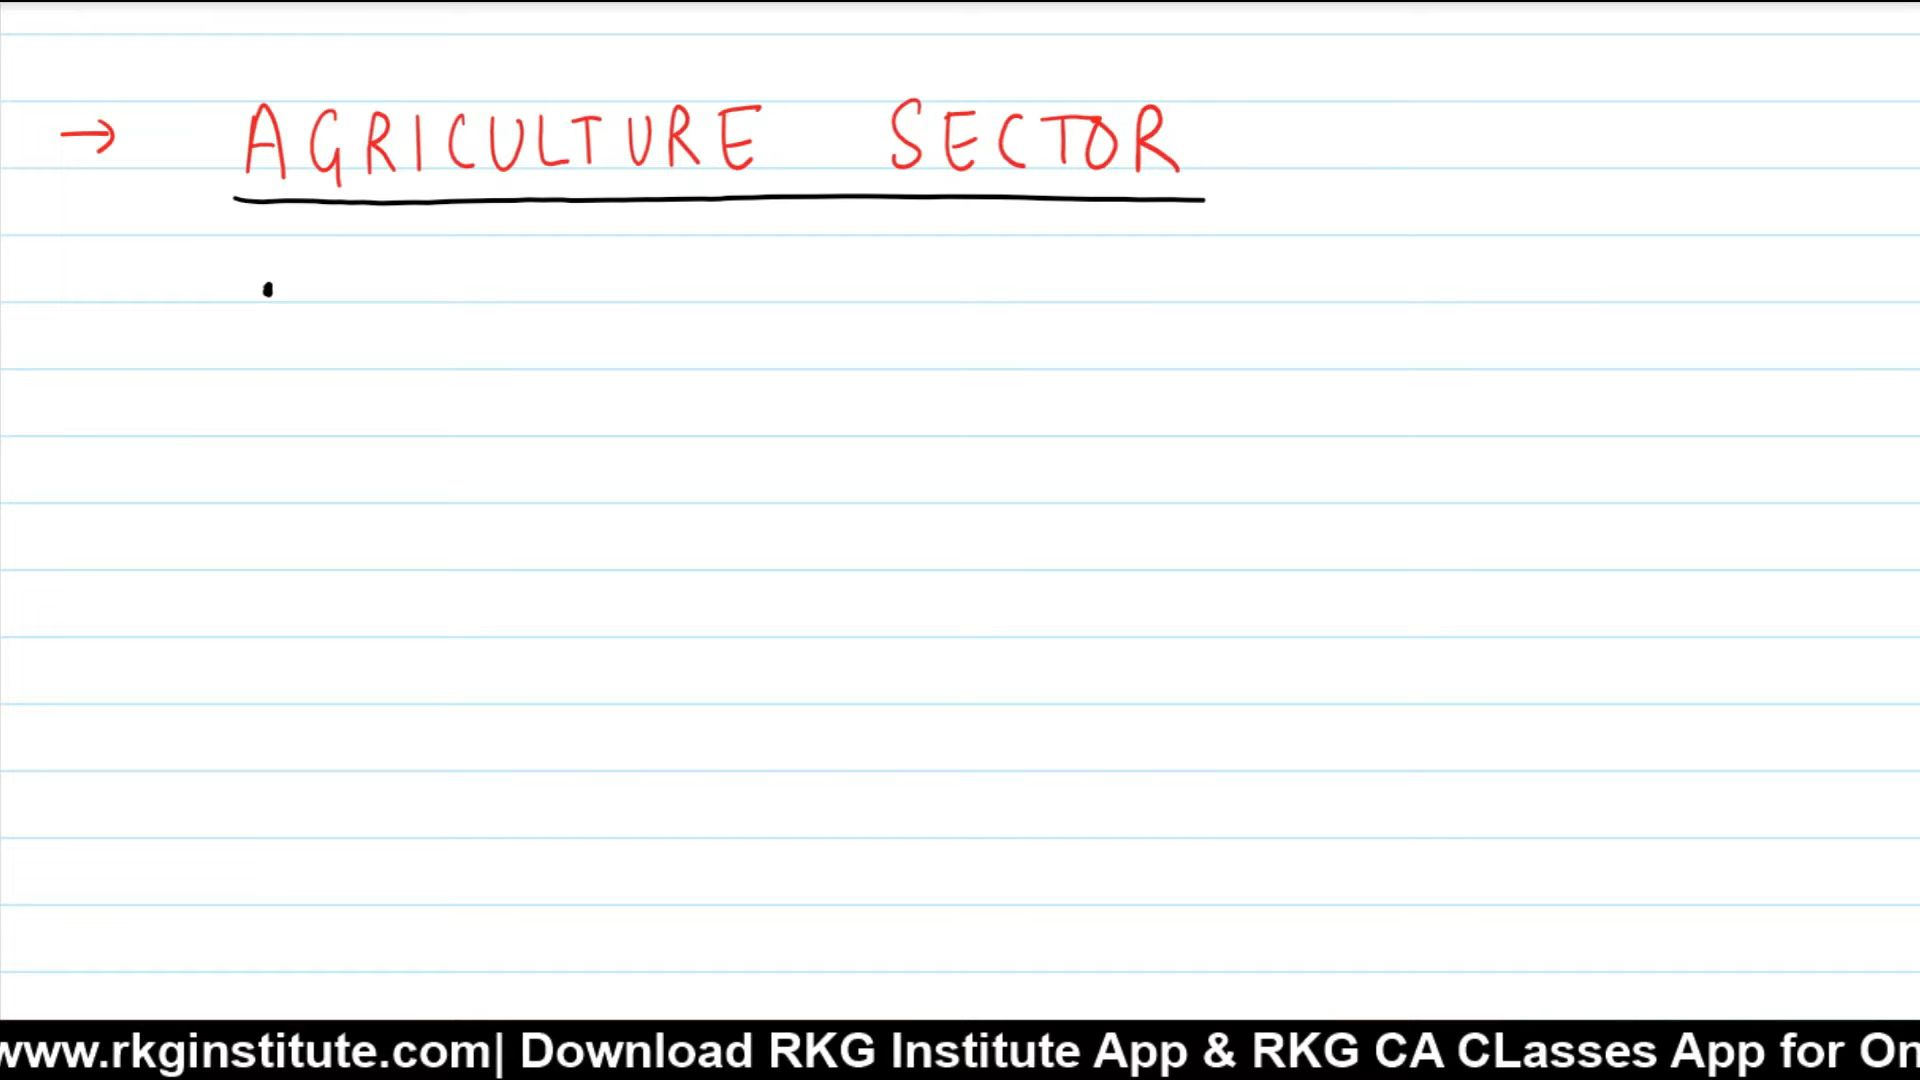 → AGRICULTURE SECTOR
www.rkginstitute.com| Download RKG Institute App & RKG CA CLasses App for On